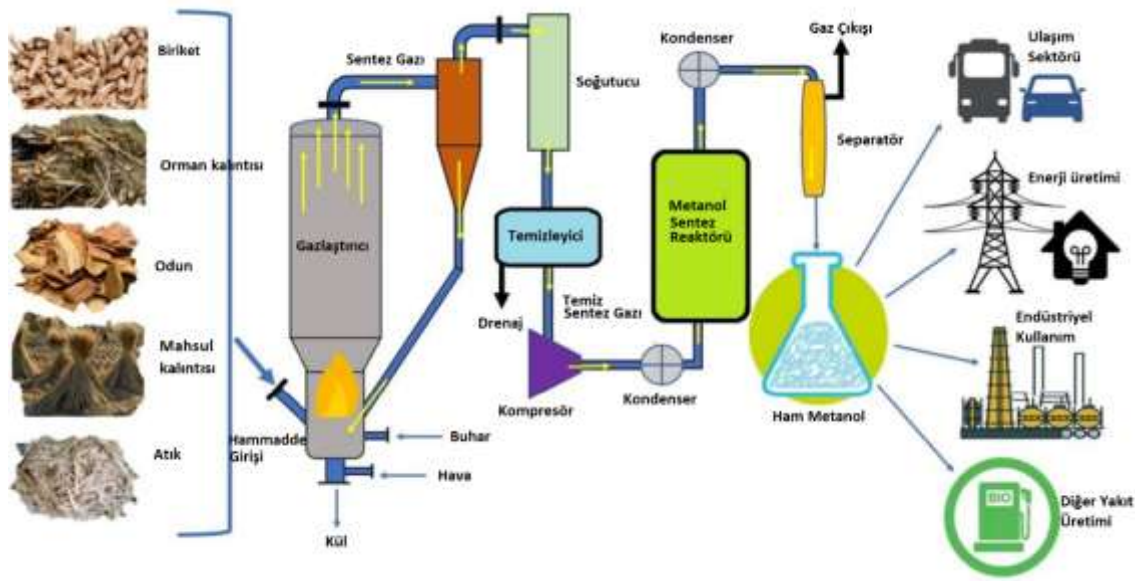 Biriket
Orman kalıntısı
Odun
Mahsul
kalıntısı
Atık
Hammadde
Girişi
Sentez Gazı
Gazlaştırıcı
Buhar
Hava
Kül
Soğutucu
Temizleyici
Drenaj
Temiz
Sentez Gazı
Kompresör
Kondenser
Metanol
Sentez
Reaktörü
Kondenser
Gaz Çıkışı
Separatör
Ham Metanol
Ulaşım
Sektörü
Enerji üretimi
Endüstriyel
Kullanım
BIO
Diğer Yakıt
Üretimi